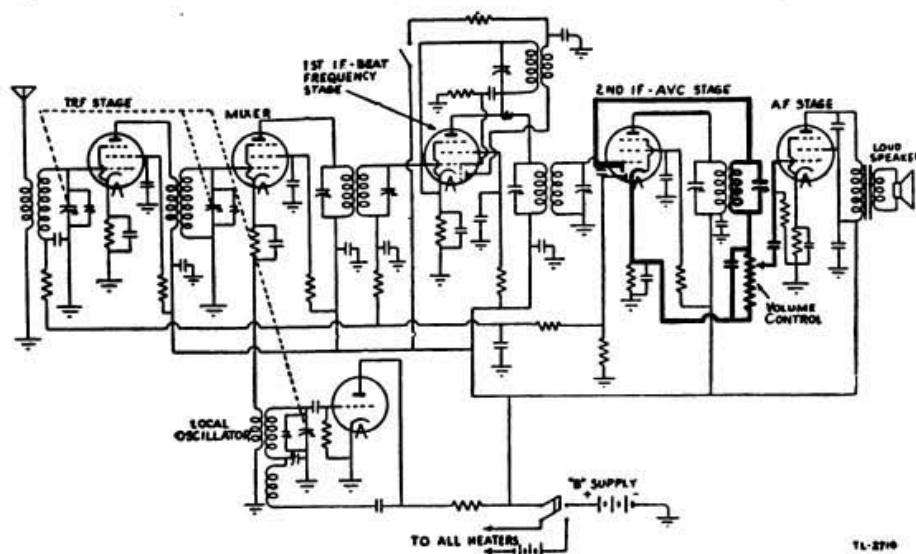 1ST IF-BEAT
FREQUENCY
STAGE
TRF STAGE
MIXER
2ND IF-AVC STAGE
A.F STAGE
LOUD
SPEAKER
VOLUME
CONTROL
LOCAL
OSCILLATOR
"B" SUPPLY
+ -
TO ALL HEATERS
TL-2710